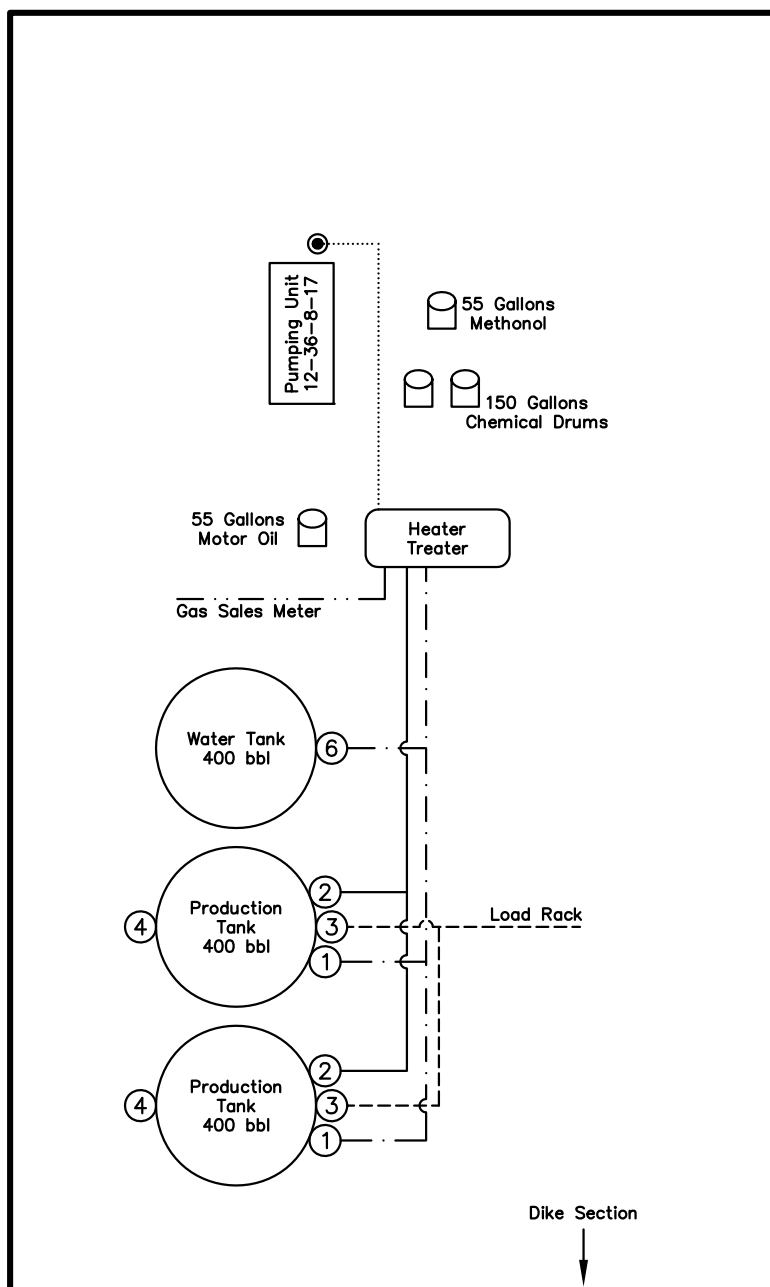 Pumping Unit
12-36-8-17
55 Gallons
Methonol
150 Gallons
Chemical Drums
55 Gallons
Motor Oil
Heater
Treater
Gas Sales Meter
Water Tank
400 bbl
6
2
Production
Tank
400 bbl
4
3
Load Rack
1
2
Production
Tank
400 bbl
4
3
1
Dike Section